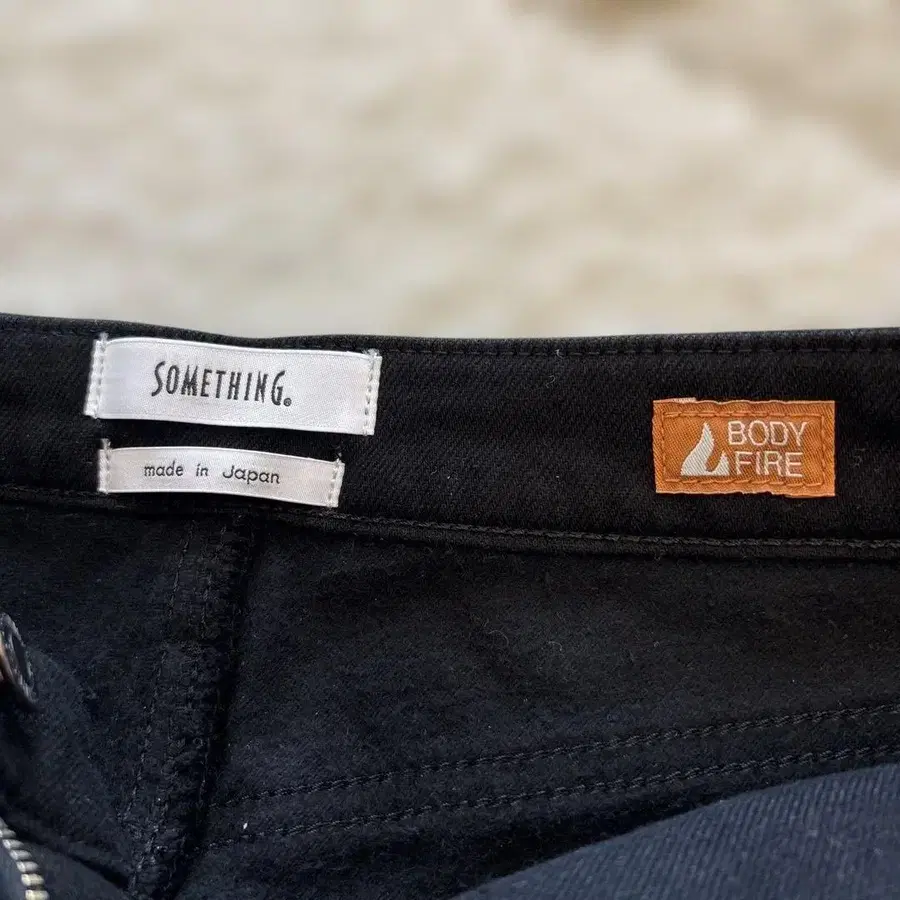 SOMETHING.
made in Japan
BODY
FIRE